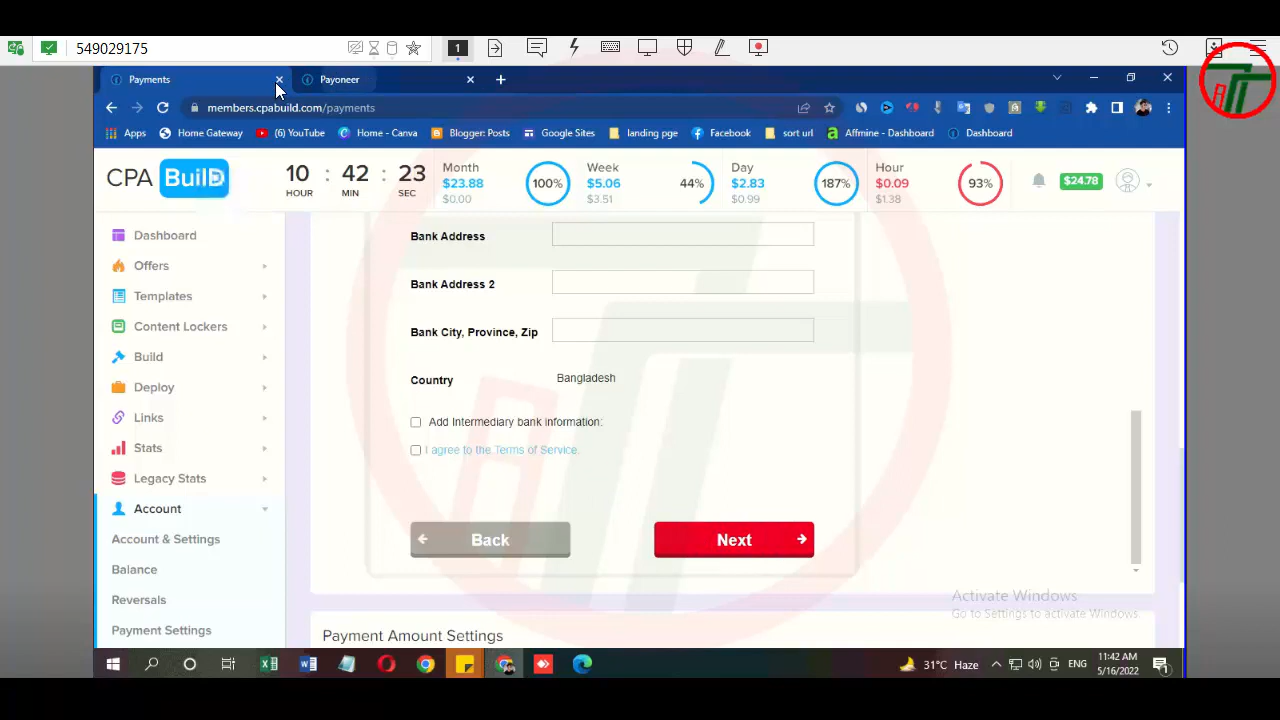 549029175
1
Payments
Payoneer
members.cpabuild.com/payments
Apps
Home Gateway
(6) YouTube
Home - Canva
Blogger: Posts
Google Sites
landing pge
Facebook
sort url
Affmine - Dashboard
Dashboard
CPA BuilD
10 : 42 : 23
HOUR MIN SEC
Month
$23.88
$0.00
100%
Week
$5.06
$3.51
44%
Day
$2.83
$0.99
187%
Hour
$0.09
$1.38
93%
$24.78
Dashboard
Offers
Templates
Content Lockers
Build
Deploy
Links
Stats
Legacy Stats
Account
Account & Settings
Balance
Reversals
Payment Settings
Bank Address
Bank Address 2
Bank City, Province, Zip
Country Bangladesh
Add Intermediary bank information:
I agree to the Terms of Service.
Back
Next
Payment Amount Settings
Activate Windows
Go to Settings to activate Windows.
31°C Haze
ENG
11:42 AM
5/16/2022
1